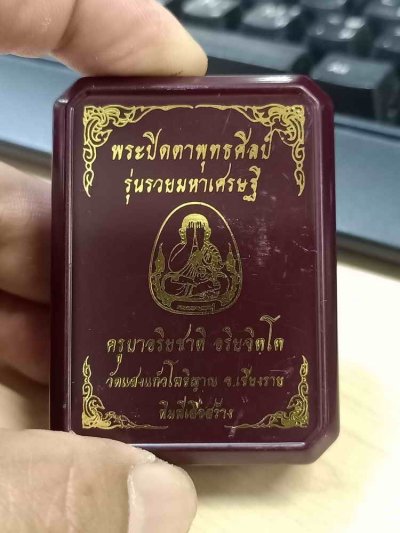 พระปิดตาพุทธศิลป์
รุ่นรวยมหาเศรษฐี
ครูบาอริยชาติ อริยจิตฺโต
วัดแสงแก้วโพธิญาณ จ.เชียงราย